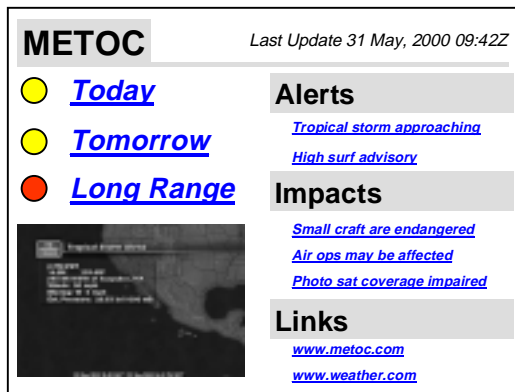 METOC
Last Update 31 May, 2000 09:42Z
Today
Tomorrow
Long Range
Tropical storm
Alerts
Tropical storm approaching
High surf advisory
Impacts
Small craft are endangered
Air ops may be affected
Photo sat coverage impaired
Links
www.metoc.com
www.weather.com